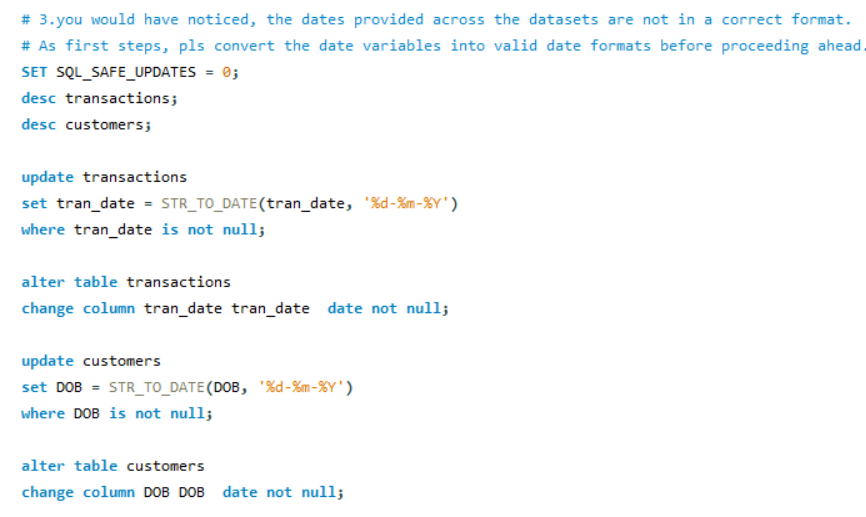 # 3.you would have noticed, the dates provided across the datasets are not in a correct format.
# As first steps, pls convert the date variables into valid date formats before proceeding ahead.
SET SQL_SAFE_UPDATES = 0;
desc transactions;
desc customers;
update transactions
set tran_date = STR_TO_DATE(tran_date, '%d-%m-%Y')
where tran_date is not null;
alter table transactions
change column tran_date tran_date  date not null;
update customers
set DOB = STR_TO_DATE(DOB, '%d-%m-%Y')
where DOB is not null;
alter table customers
change column DOB DOB  date not null;